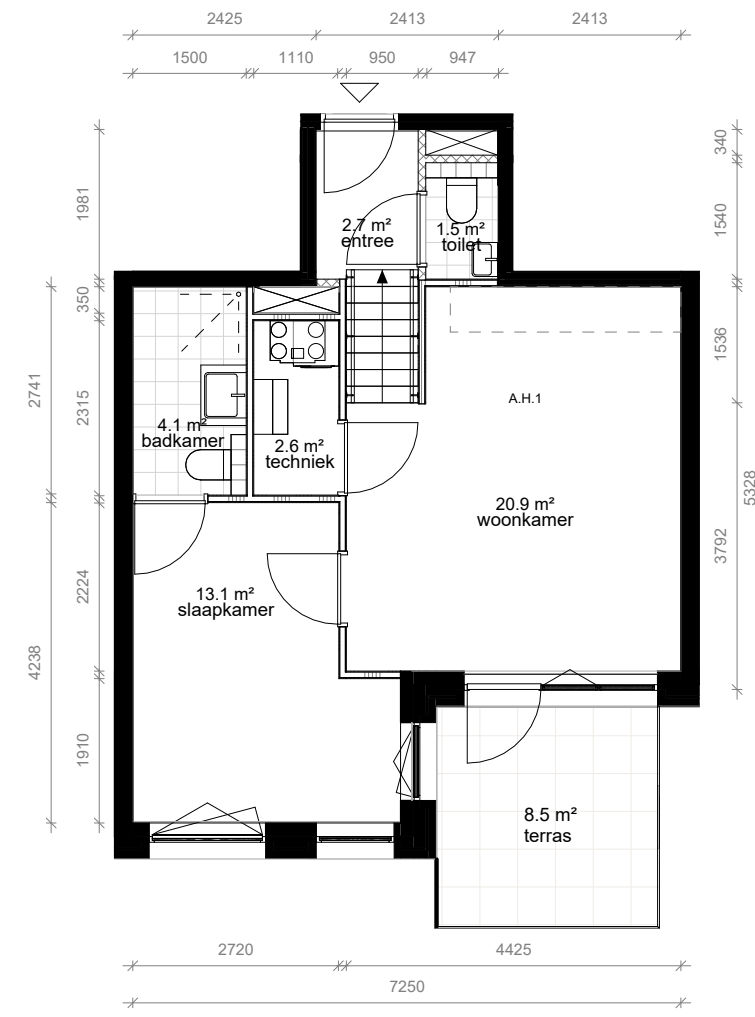 2425
2413
2413
1500
1110
950
947
340
1981
1540
2.7 m²
entree
1.5 m²
toilet
350
1536
2741
2315
A.H.1
4.1 m²
badkamer
2.6 m²
techniek
5328
20.9 m²
woonkamer
3792
2224
13.1 m²
slaapkamer
4238
1910
8.5 m²
terras
2720
4425
7250